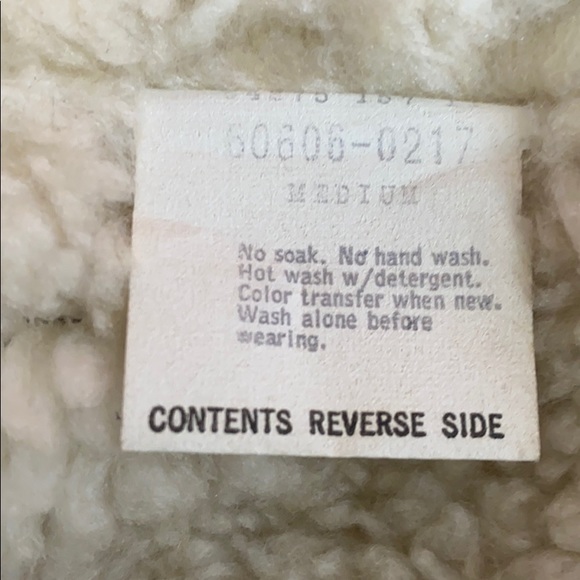 60606-0217
MEDIUM
No soak. No hand wash.
Hot wash w/detergent.
Color transfer when new.
Wash alone before
wearing.
CONTENTS REVERSE SIDE